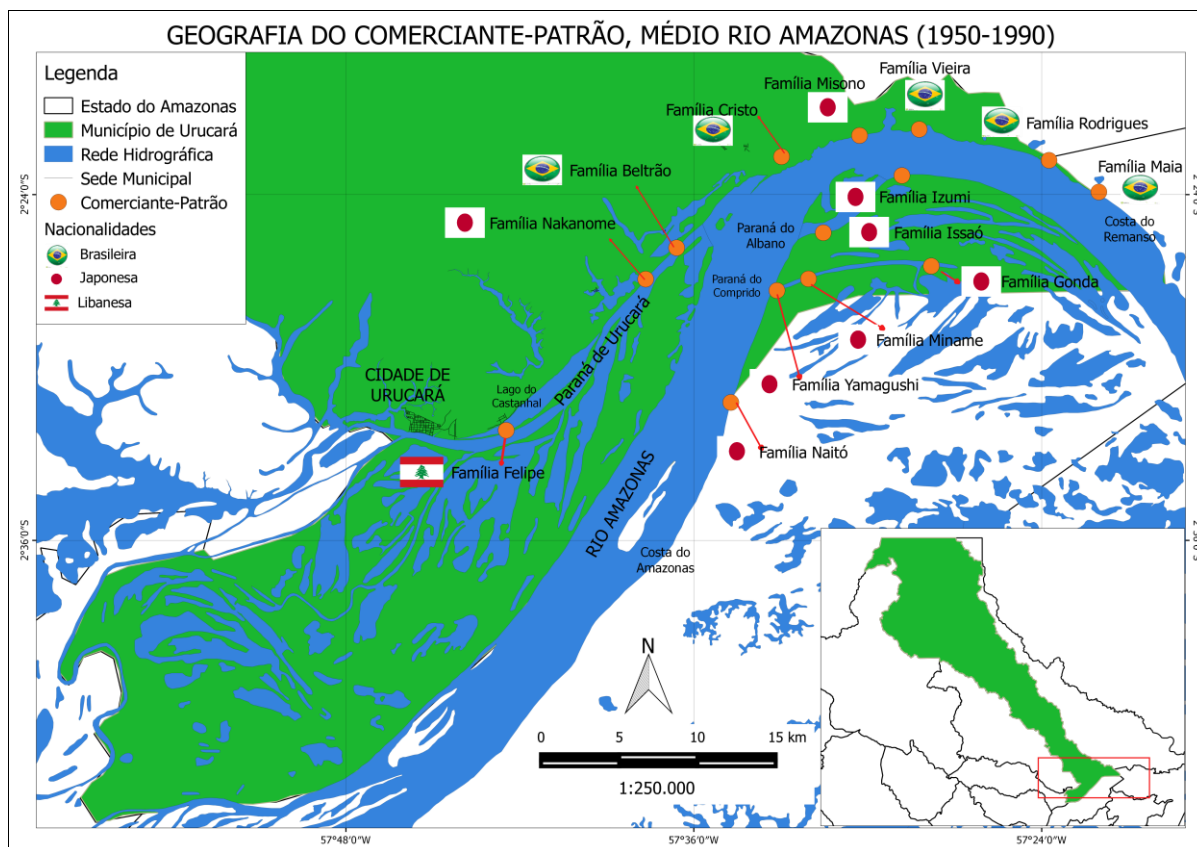 GEOGRAFIA DO COMERCIANTE-PATRÃO, MÉDIO RIO AMAZONAS (1950-1990)
Legenda
Estado do Amazonas
Município de Urucará
Rede Hidrográfica
Sede Municipal
Comerciante-Patrão
Nacionalidades
Brasileira
Japonesa
Libanesa
Família Vieira
Família Misono
Família Cristo
Família Rodrigues
Família Beltrão
Família Maia
Família Izumi
Família Nakanome
Família Issaó
Costa do
Remanso
Paraná do
Albano
Paraná do
Comprido
Família Gonda
Família Miname
Família Yamagushi
Família Naitó
Paraná de Urucará
Lago do
Castanhal
CIDADE DE
URUCARÁ
Família Felipe
RIO AMAZONAS
Costa do
Amazonas
N
0 5 10 15 km
1:250.000
2°24'0"S
2°36'0"S
57°48'0"W
57°36'0"W
57°24'0"W